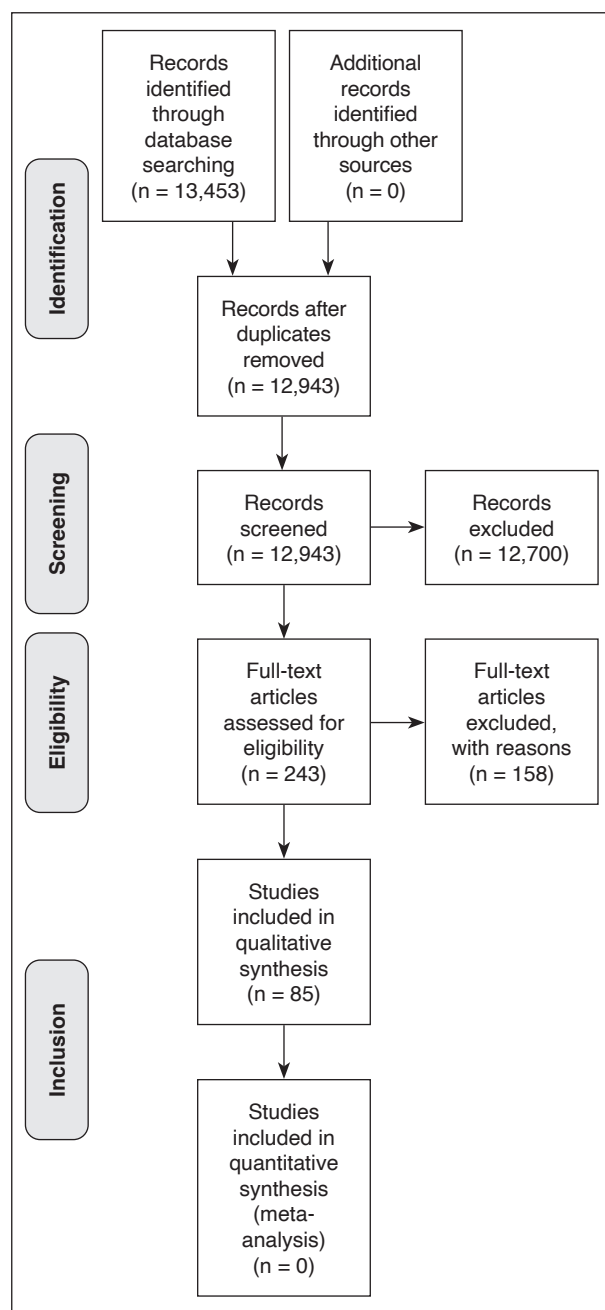 Identification
Records
identified
through
database
searching
(n = 13,453)
Additional
records
identified
through other
sources
(n = 0)
Records after
duplicates
removed
(n = 12,943)
Screening
Records
screened
(n = 12,943)
Records
excluded
(n = 12,700)
Eligibility
Full-text
articles
assessed for
eligibility
(n = 243)
Full-text
articles
excluded,
with reasons
(n = 158)
Inclusion
Studies
included in
qualitative
synthesis
(n = 85)
Studies
included in
quantitative
synthesis
(meta-
analysis)
(n = 0)